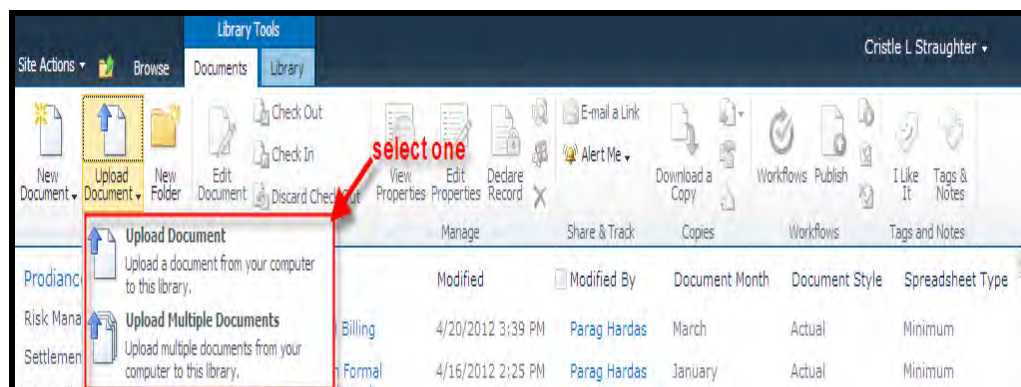 Library Tools
Cristle L Straughter
Site Actions Browse Documents Library
Check Out
Check In
Discard Check Out
select one
E-mail a Link
Alert Me
New Document
Upload Document
New Folder
Edit Document
View Properties
Edit Properties
Declare Record
Download a Copy
Workflows
Publish
I Like It
Tags & Notes
Manage
Share & Track
Copies
Workflows
Tags and Notes
Upload Document
Upload a document from your computer
to this library.
Upload Multiple Documents
Upload multiple documents from your
computer to this library.
Modified Modified By Document Month Document Style Spreadsheet Type
Billing 4/20/2012 3:39 PM Parag Hardas March Actual Minimum
Formal 4/16/2012 2:25 PM Parag Hardas January Actual Minimum